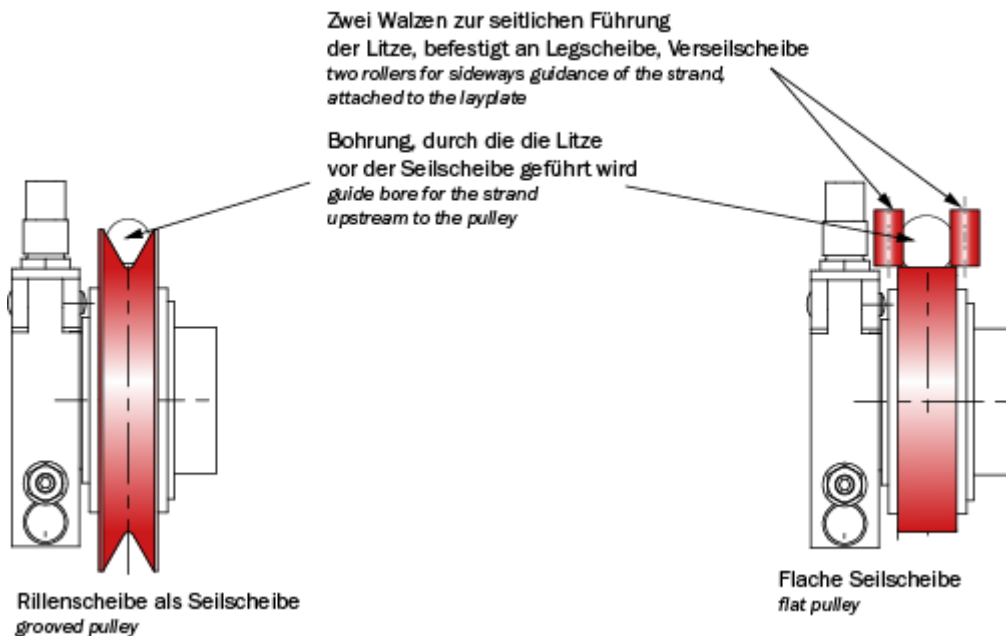 Zwei Walzen zur seitlichen Führung
der Litze, befestigt an Legscheibe, Verseilscheibe
two rollers for sideways guidance of the strand,
attached to the layplate
Bohrung, durch die die Litze
vor der Seilscheibe geführt wird
guide bore for the strand
upstream to the pulley
Rillenscheibe als Seilscheibe
grooved pulley
Flache Seilscheibe
flat pulley